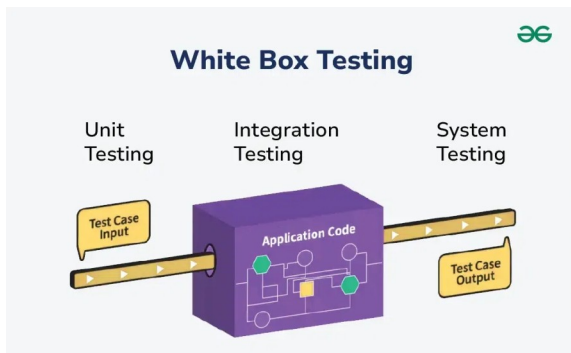 White Box Testing
Unit
Testing
Integration
Testing
System
Testing
Test Case
Input
Application Code
Test Case
Output